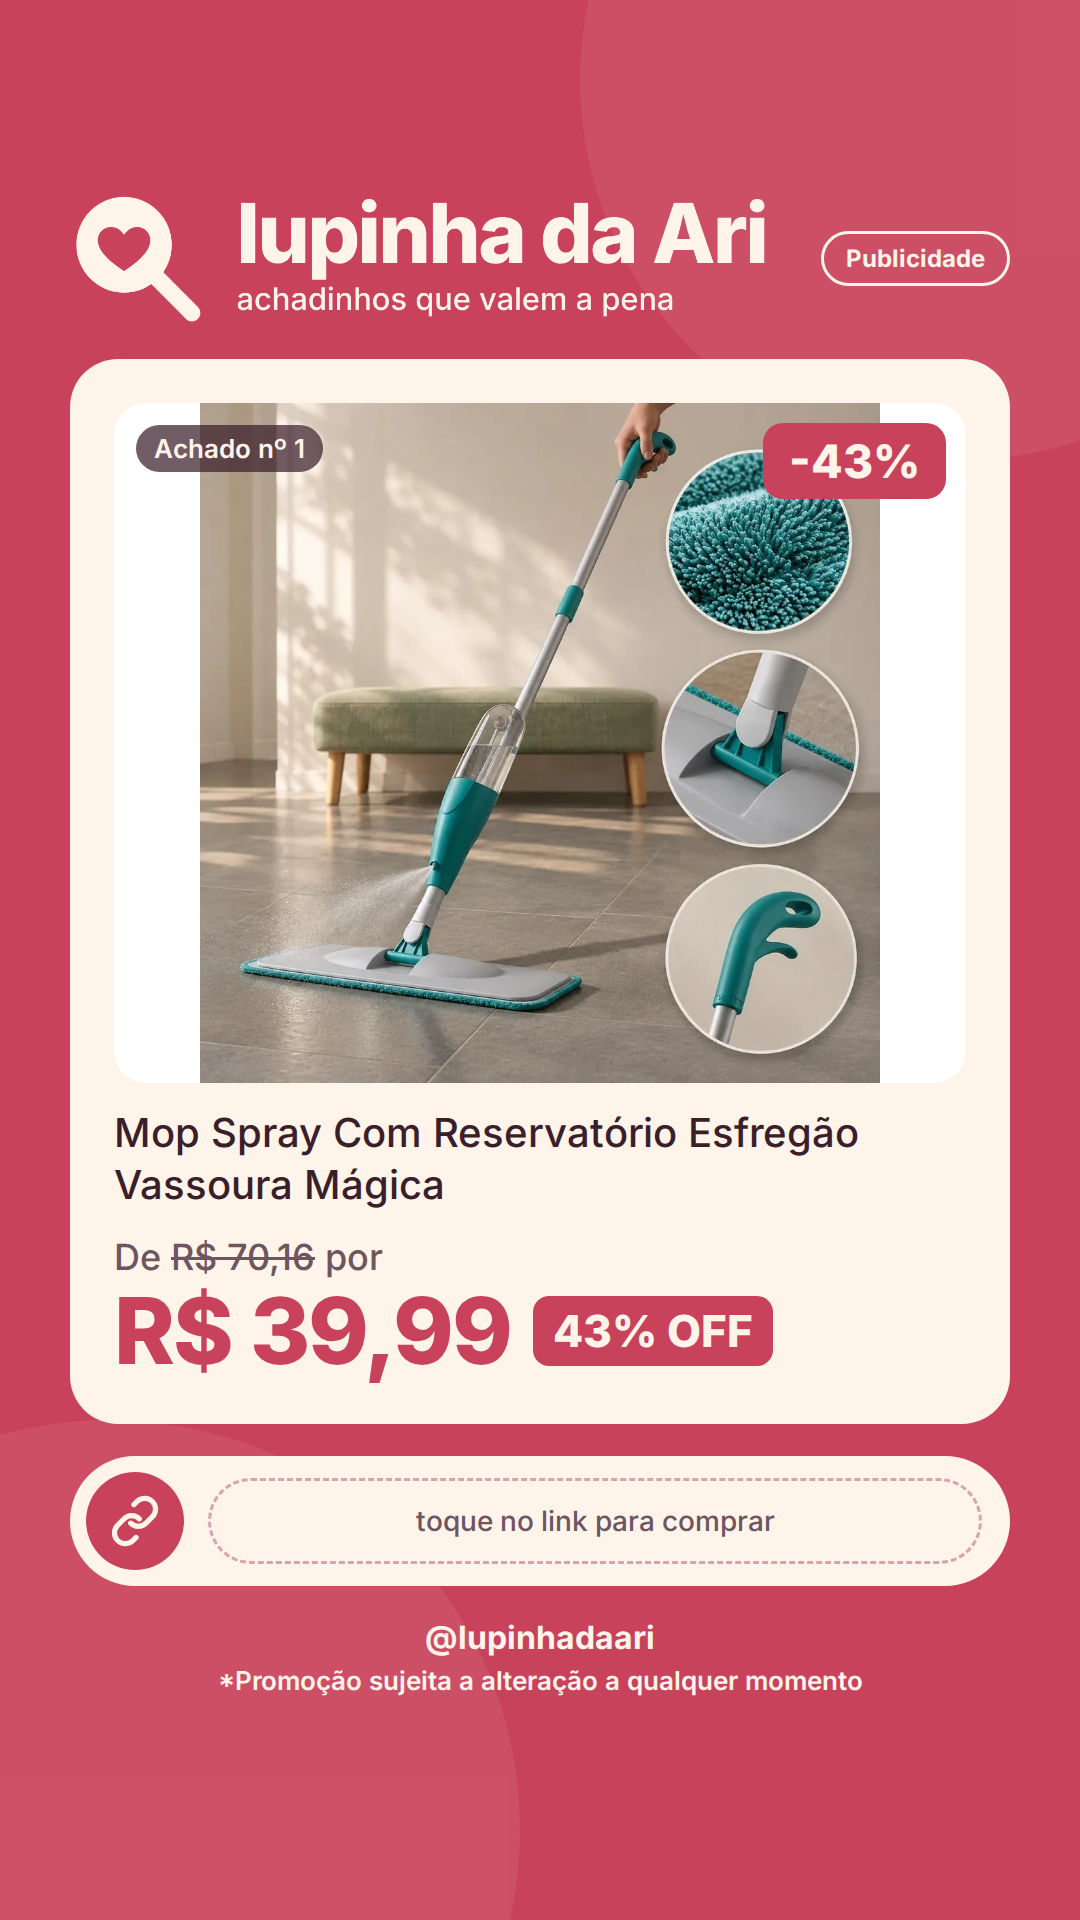 lupinha da Ari
achadinhos que valem a pena
Publicidade
Achado nº 1
-43%
Mop Spray Com Reservatório Esfregão
Vassoura Mágica
De R$ 70,16 por
R$ 39,99
43% OFF
toque no link para comprar
@lupinhadaari
*Promoção sujeita a alteração a qualquer momento